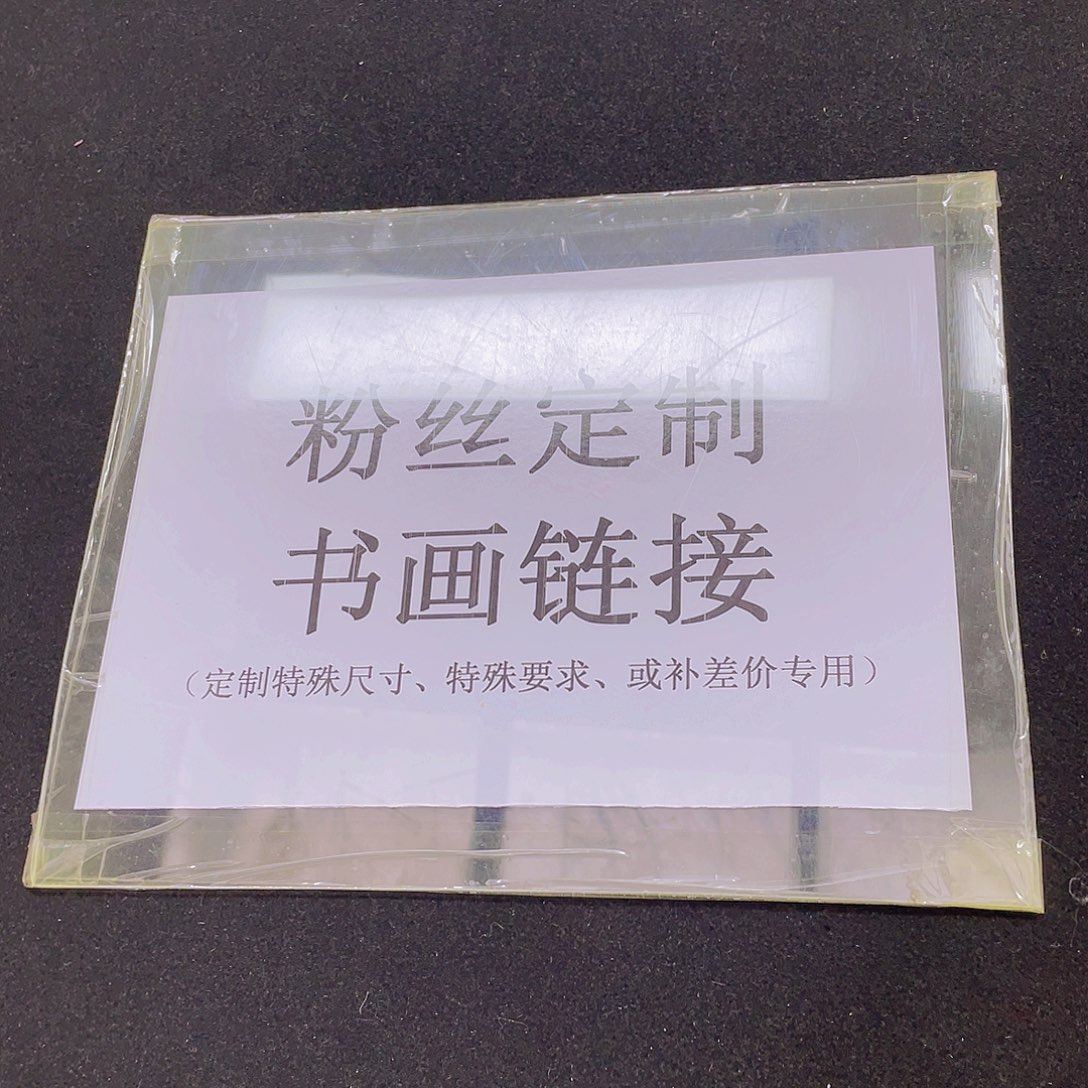 粉丝定制
书画链接
（定制特殊尺寸、特殊要求、或补差价专用）